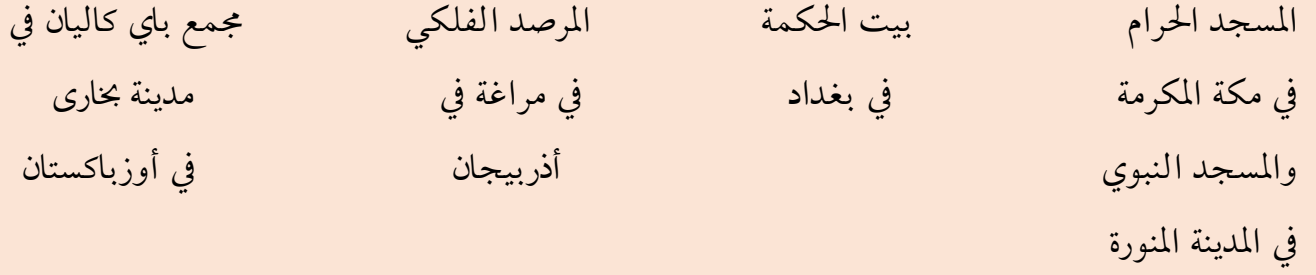 المسجد الحرام بيت الحكمة المرصد الفلكي مجمع باي كاليان في
في مكة المكرمة في بغداد في مراغة في مدينة بخارى
والمسجد النبوي أذربيجان في أوزباكستان
في المدينة المنورة